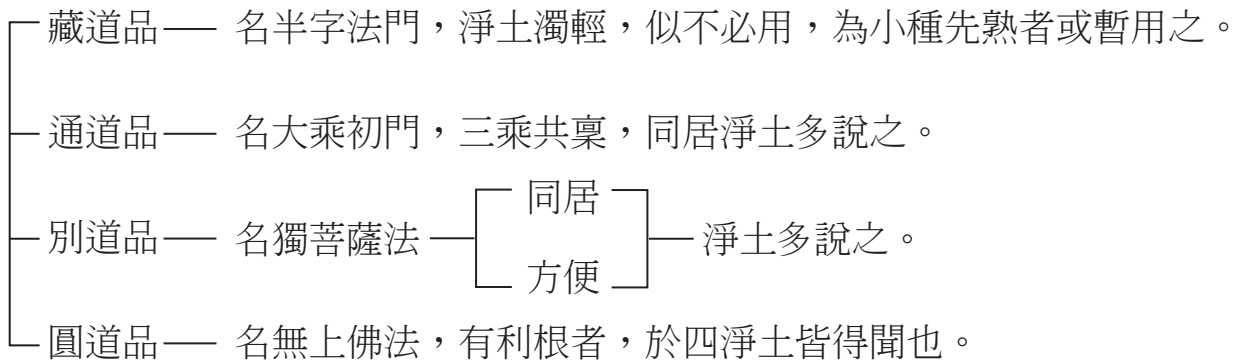 藏道品—— 名半字法門，淨土濁輕，似不必用，為小種先熟者或暫用之。
通道品—— 名大乘初門，三乘共稟，同居淨土多說之。
別道品—— 名獨菩薩法
同居
方便
淨土多說之。
圓道品—— 名無上佛法，有利根者，於四淨土皆得聞也。